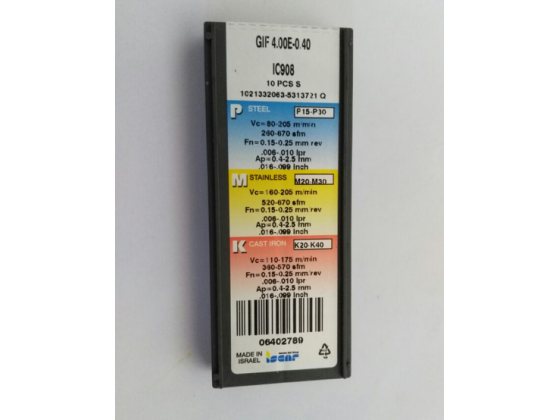 GIF 4.00E-0.40
IC908
10 PCS S
1021332063-5313721 Q
P STEEL P15-P30
Vc=80-205 m/min
260-670 sfm
Fn=0.15-0.25 mm/rev
.006-.010 Ipr
Ap=0.4-2.5 mm
.016-.099 Inch
M STAINLESS M20-M30
Vc=160-205 m/min
520-670 sfm
Fn=0.15-0.25 mm/rev
.006-.010 Ipr
Ap=0.4-2.5 mm
.016-.099 Inch
K CAST IRON K20-K40
Vc=110-175 m/min
360-570 sfm
Fn=0.15-0.25 mm/rev
.006-.010 Ipr
Ap=0.4-2.5 mm
.016-.099 Inch
06402789
MADE IN
ISRAEL
iscar